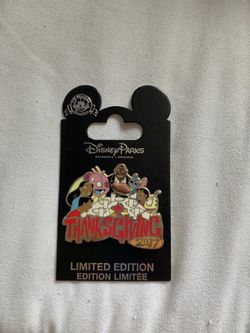 DISNEY PARKS
AUTHENTIC ORIGINAL
THANKSGIVING
2017
LIMITED EDITION
EDITION LIMITÉE